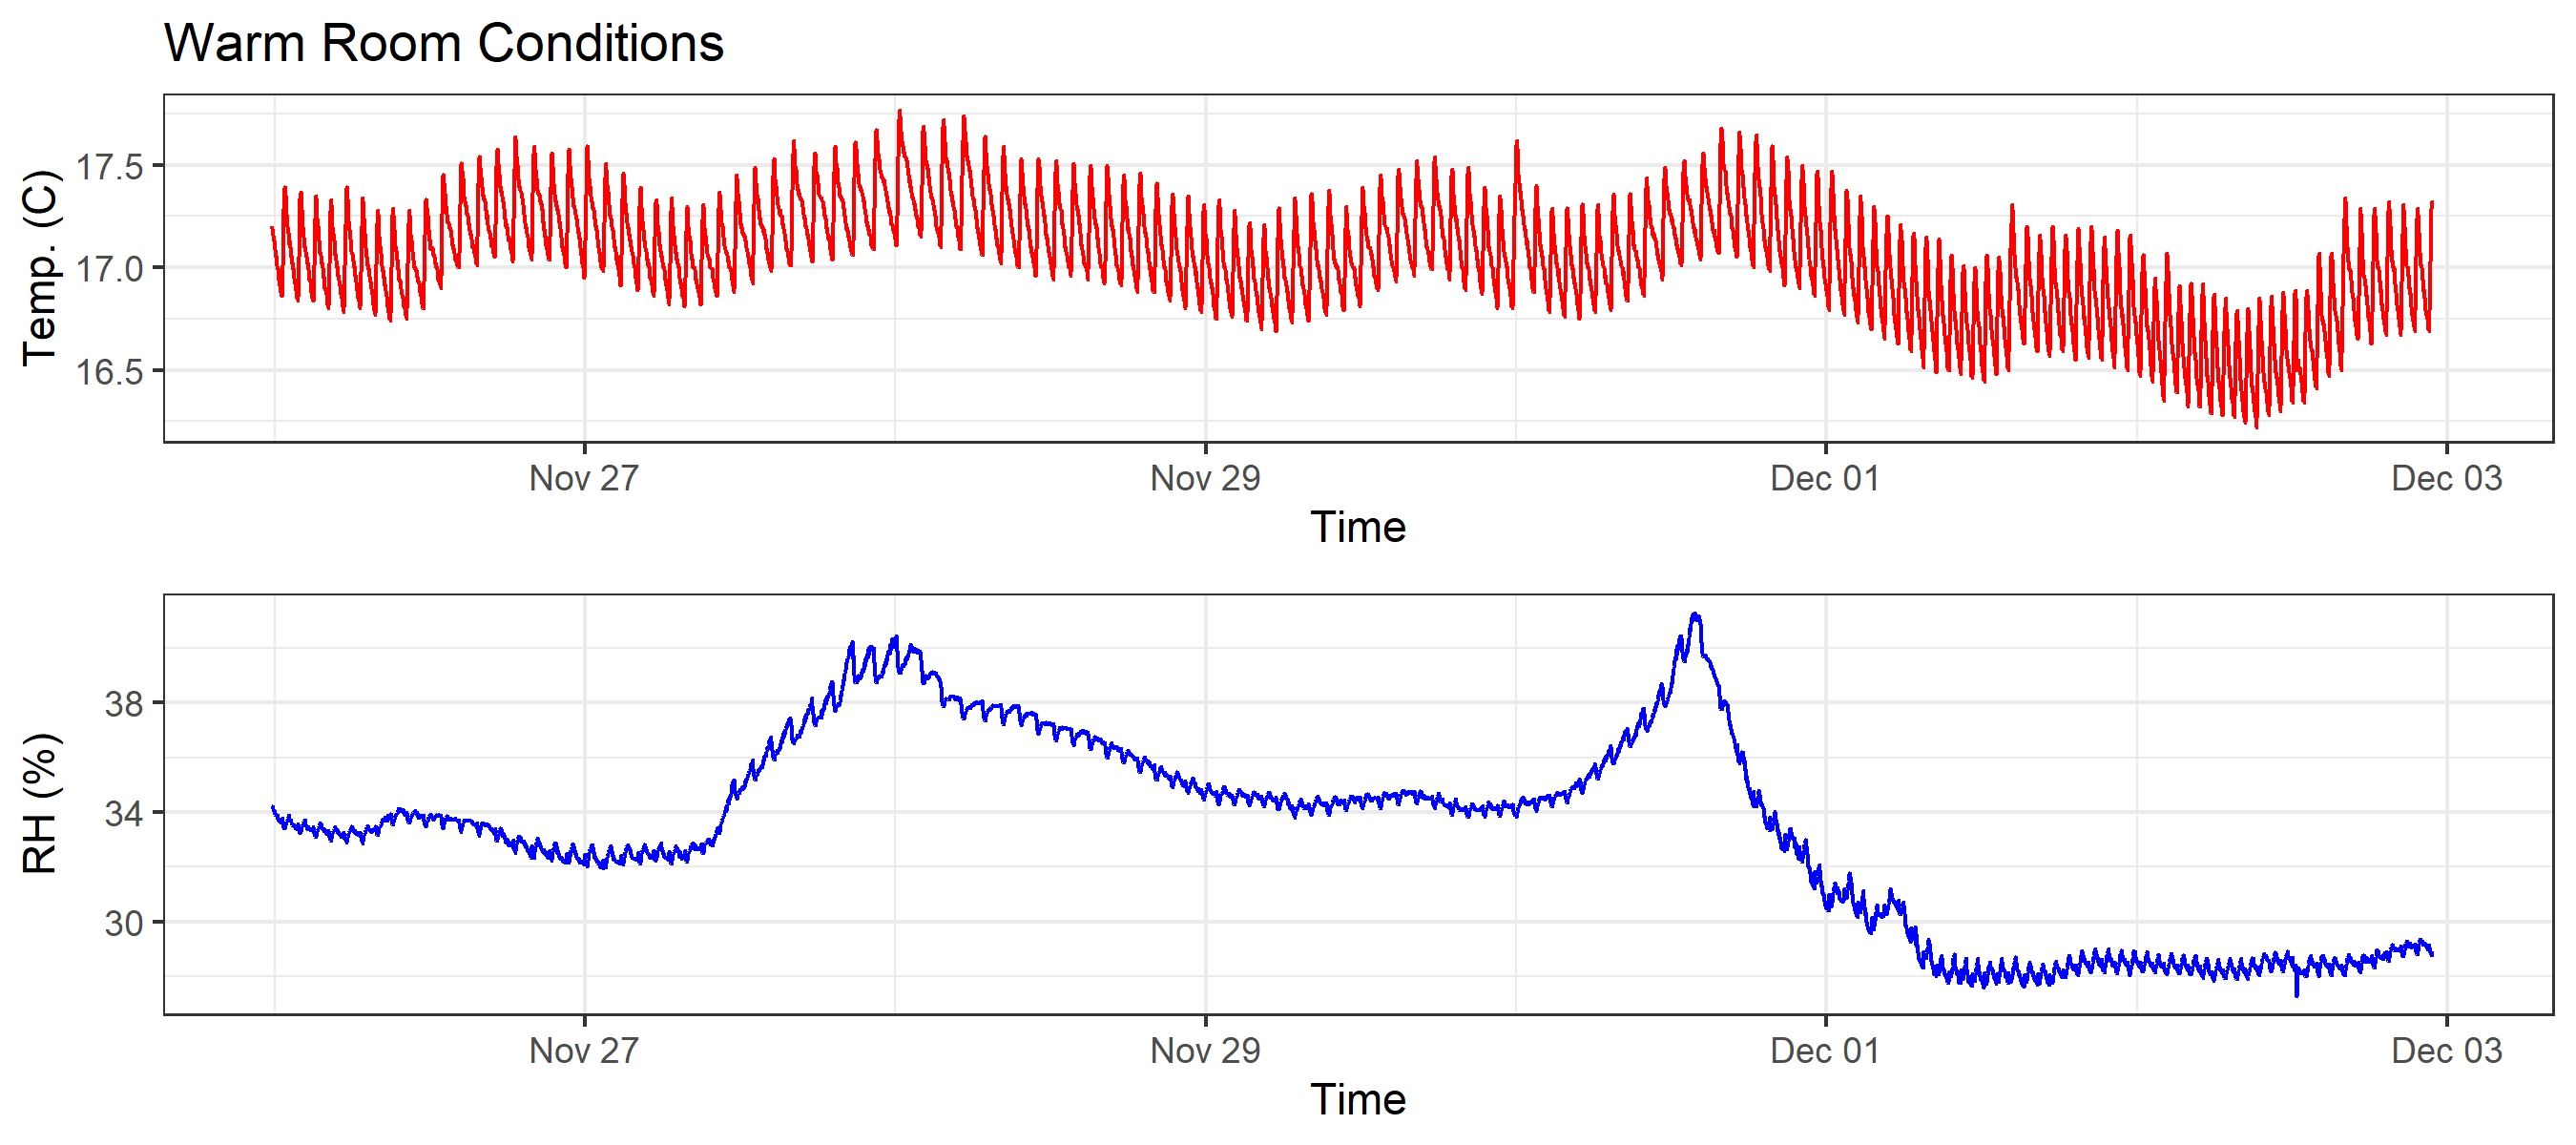 Warm Room Conditions
Temp. (C)
17.5
17.0
16.5
Nov 27 Nov 29 Dec 01 Dec 03
Time
RH (%)
38
34
30
Nov 27 Nov 29 Dec 01 Dec 03
Time